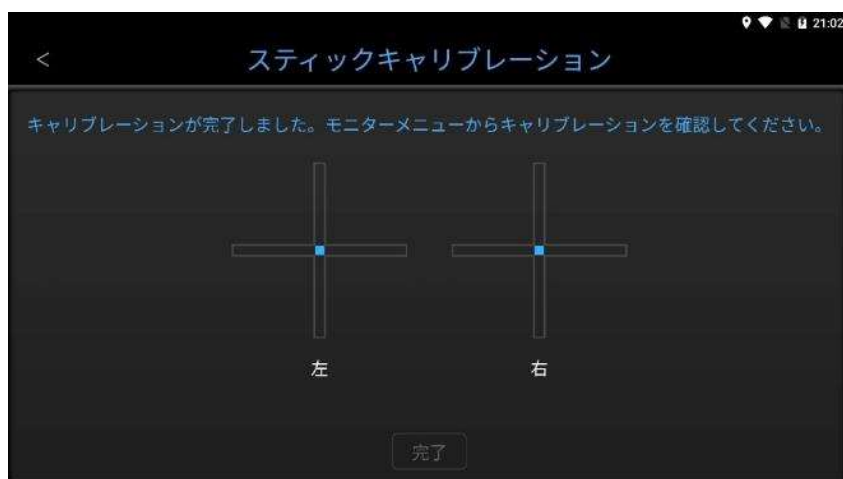 21:02
< スティックキャリブレーション
キャリブレーションが完了しました。モニターメニューからキャリブレーションを確認してください。
左 右
完了